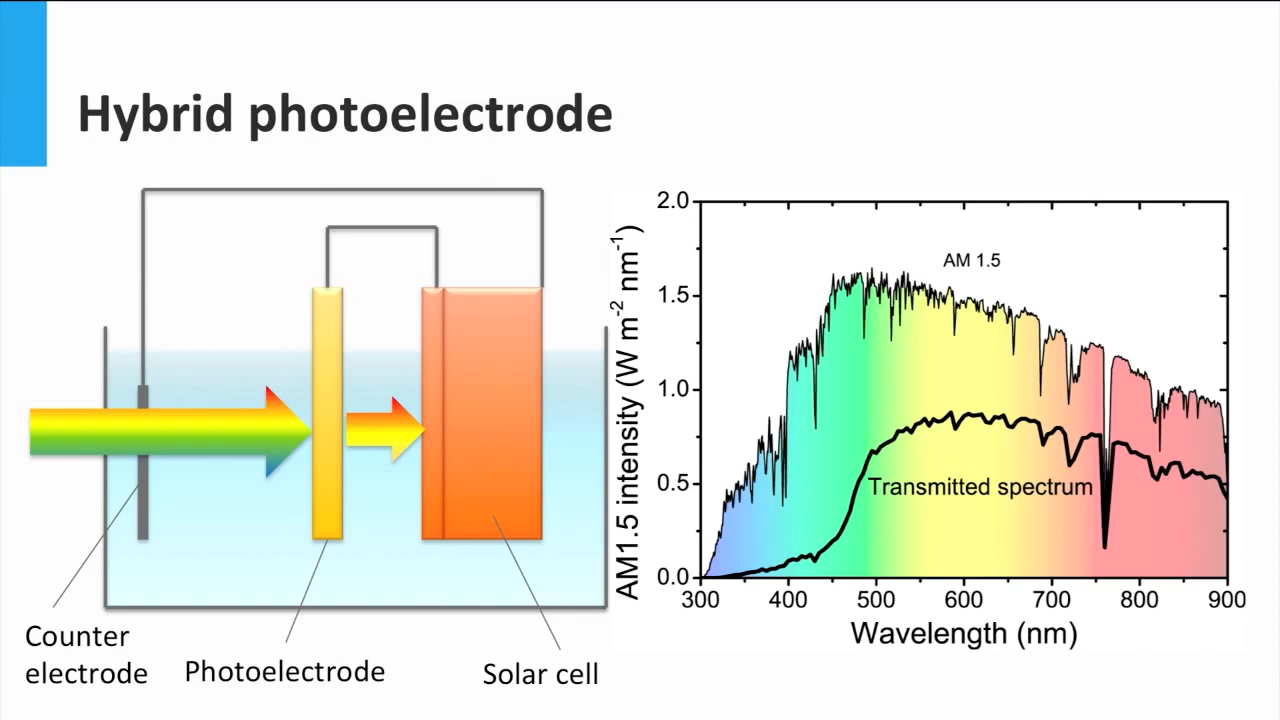 Hybrid photoelectrode
Counter
electrode
Photoelectrode
Solar cell
AM1.5 intensity (W m⁻² nm⁻¹)
2.0
1.5
1.0
0.5
0.0
AM 1.5
Transmitted spectrum
300 400 500 600 700 800 900
Wavelength (nm)